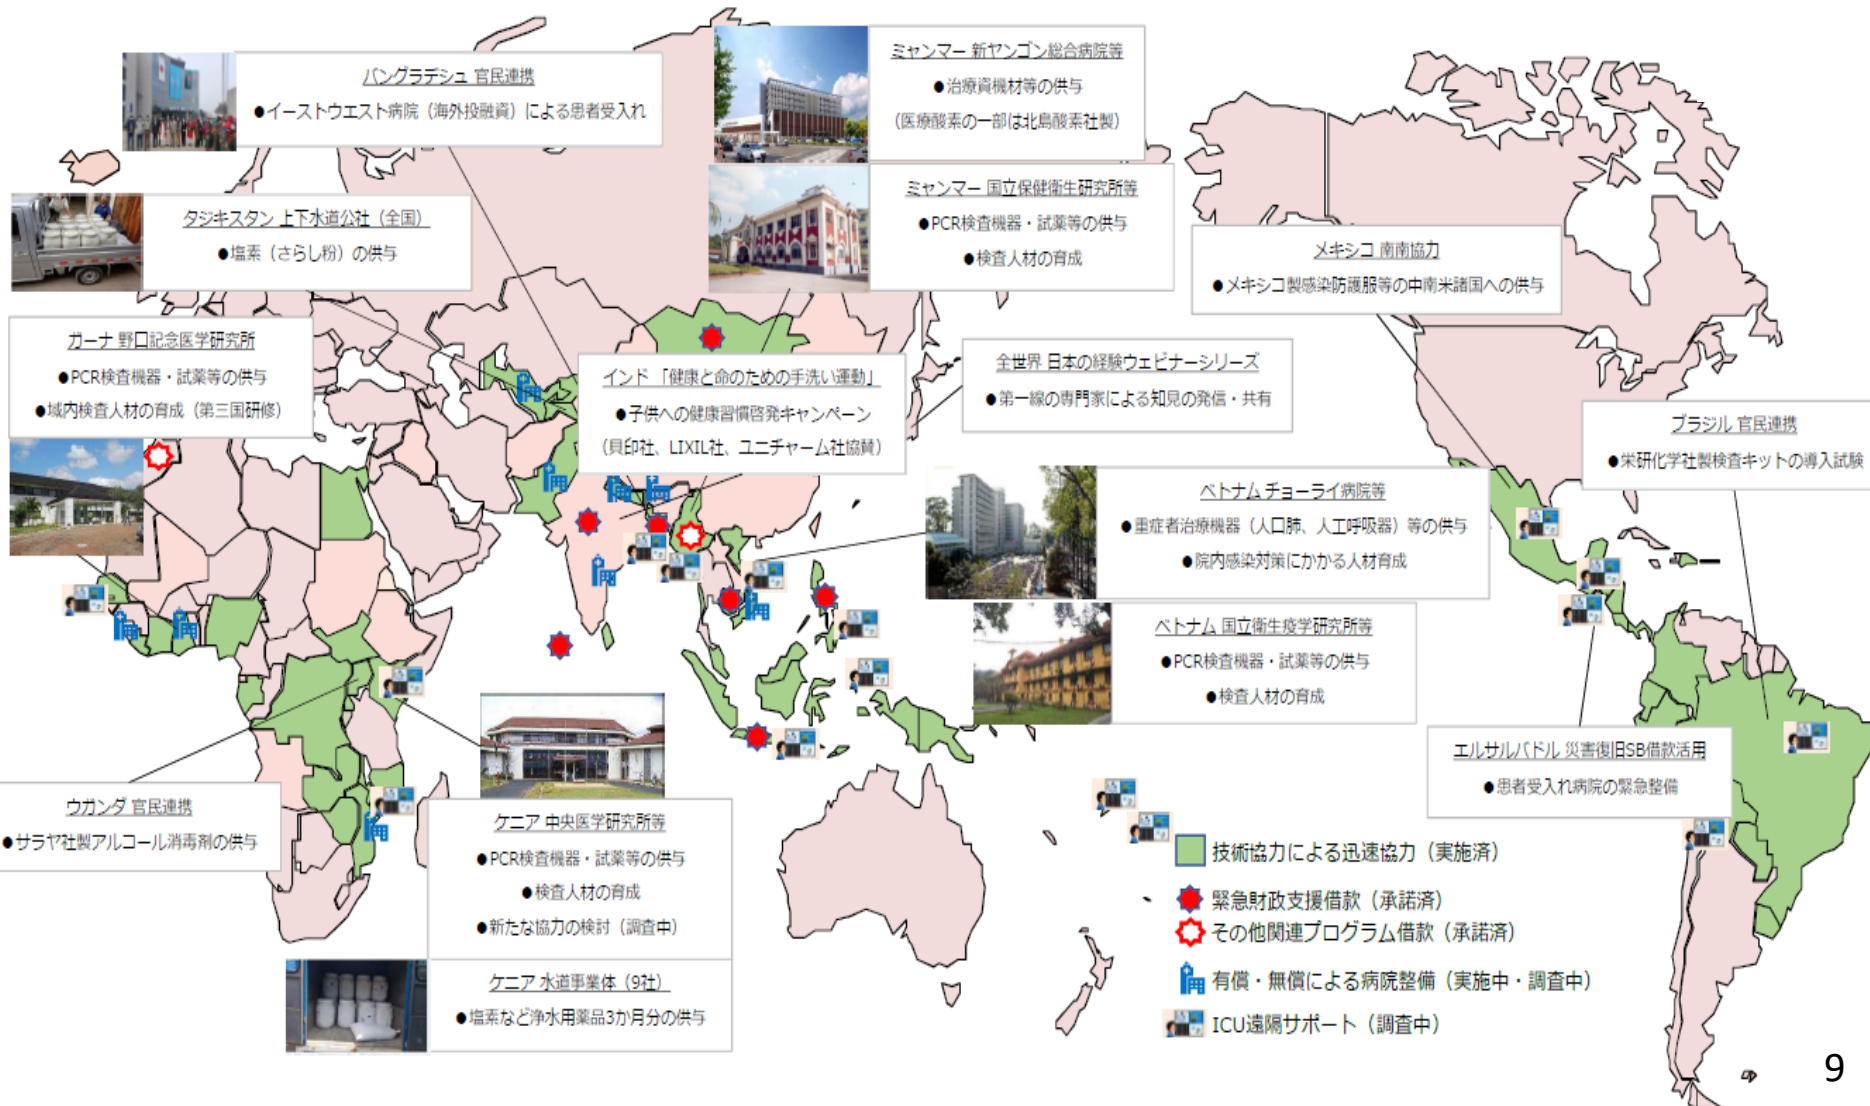 バングラデシュ 官民連携
●イーストウエスト病院（海外投融資）による患者受入れ
ミャンマー 新ヤンゴン総合病院等
●治療資機材等の供与
（医療酸素の一部は北島酸素社製）
ミャンマー 国立保健衛生研究所等
●PCR検査機器・試薬等の供与
●検査人材の育成
タジキスタン 上下水道公社（全国）
●塩素（さらし粉）の供与
メキシコ 南南協力
●メキシコ製感染防護服等の中南米諸国への供与
ガーナ 野口記念医学研究所
●PCR検査機器・試薬等の供与
●域内検査人材の育成（第三国研修）
インド 「健康と命のための手洗い運動」
●子供への健康習慣啓発キャンペーン
（貝印社、LIXIL社、ユニチャーム社協賛）
全世界 日本の経験ウェビナーシリーズ
●第一線の専門家による知見の発信・共有
ブラジル 官民連携
●栄研化学社製検査キットの導入試験
ベトナム チョーライ病院等
●重症者治療機器（人口肺、人工呼吸器）等の供与
●院内感染対策にかかる人材育成
ベトナム 国立衛生疫学研究所等
●PCR検査機器・試薬等の供与
●検査人材の育成
エルサルバドル 災害復旧SB借款活用
●患者受入れ病院の緊急整備
ウガンダ 官民連携
●サラヤ社製アルコール消毒剤の供与
ケニア 中央医学研究所等
●PCR検査機器・試薬等の供与
●検査人材の育成
●新たな協力の検討（調査中）
ケニア 水道事業体（9社）
●塩素など浄水用薬品3か月分の供与
技術協力による迅速協力（実施済）
緊急財政支援借款（承諾済）
その他関連プログラム借款（承諾済）
有償・無償による病院整備（実施中・調査中）
ICU遠隔サポート（調査中）
9